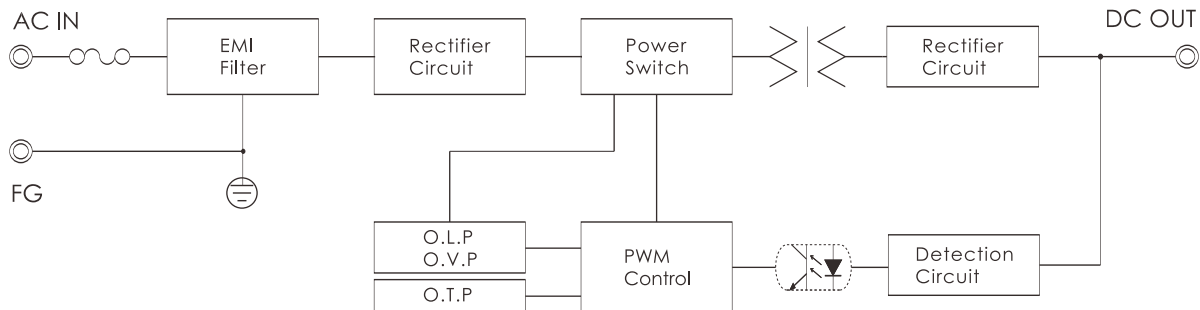 AC IN
DC OUT
EMI
Filter
Rectifier
Circuit
Power
Switch
Rectifier
Circuit
FG
O.L.P
O.V.P
O.T.P
PWM
Control
Detection
Circuit